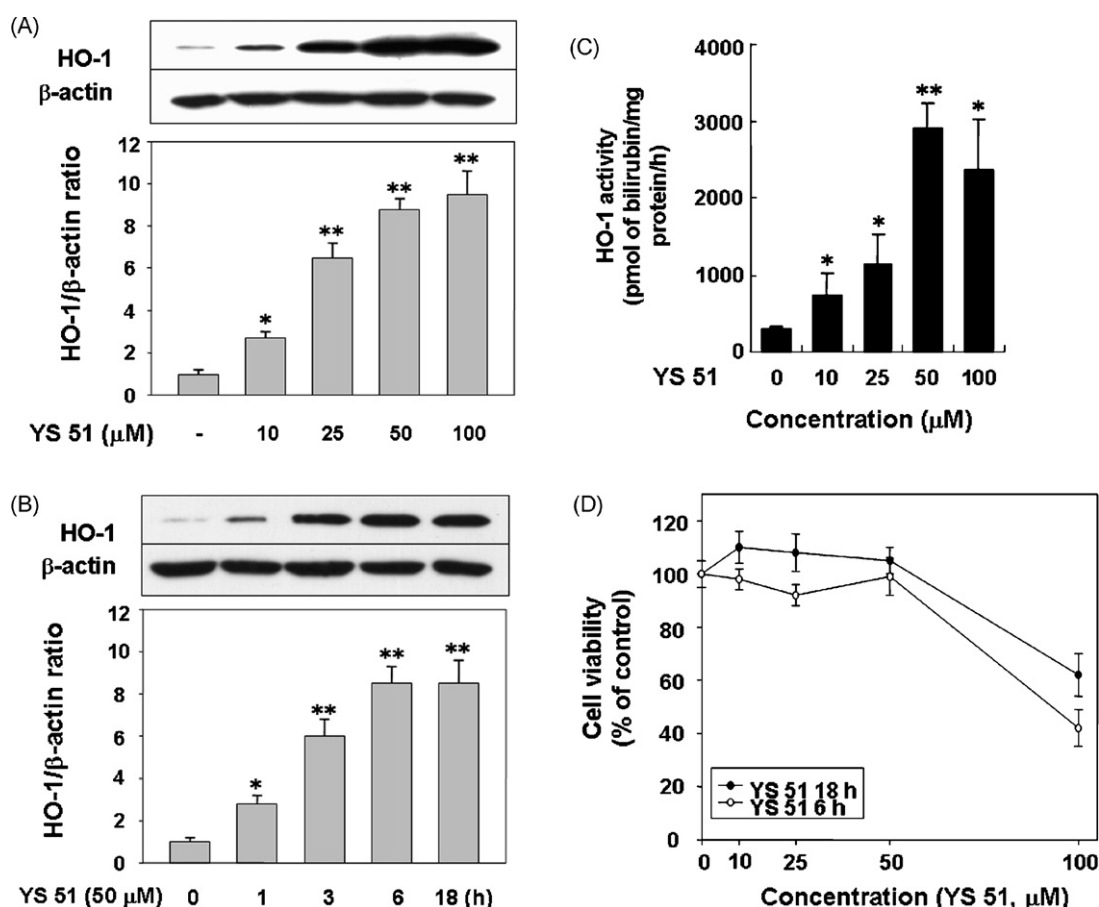 (A)
HO-1
β-actin
HO-1/β-actin ratio
12
10
8
6
4
2
0
*
**
**
**
YS 51 (μM) - 10 25 50 100
(B)
HO-1
β-actin
HO-1/β-actin ratio
12
10
8
6
4
2
0
*
**
**
**
YS 51 (50 μM) 0 1 3 6 18 (h)
(C)
HO-1 activity
(pmol of bilirubin/mg
protein/h)
4000
3000
2000
1000
0
*
*
**
*
YS 51 0 10 25 50 100
Concentration (μM)
(D)
Cell viability
(% of control)
120
100
80
60
40
20
0
YS 51 18 h
YS 51 6 h
0 10 25 50 100
Concentration (YS 51, μM)